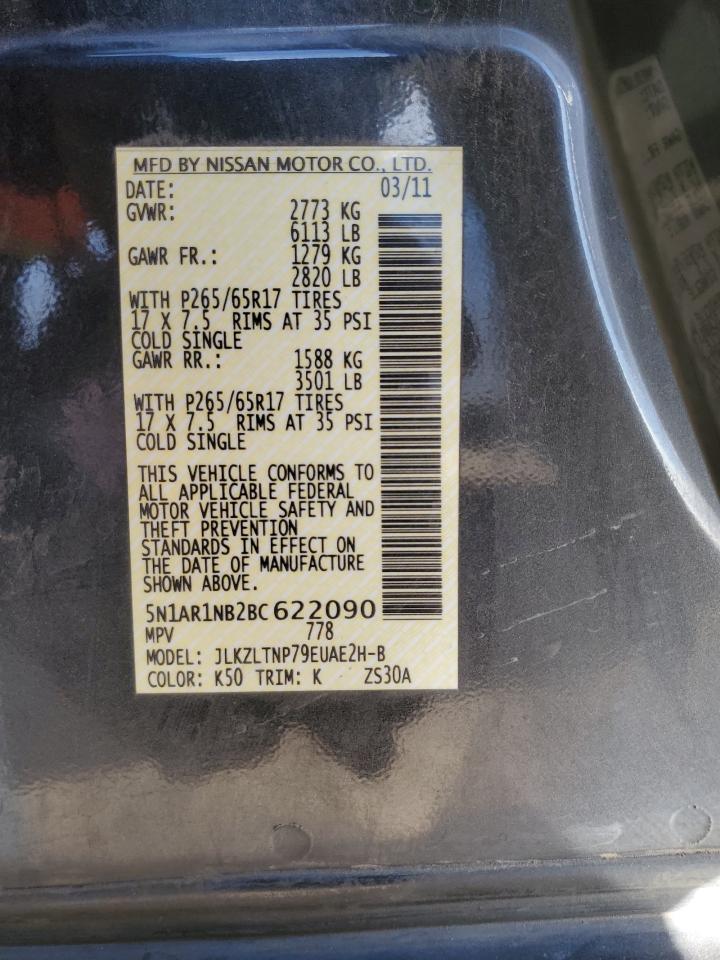 MFD BY NISSAN MOTOR CO., LTD.
DATE: 03/11
GVWR: 2773 KG
6113 LB
GAWR FR.: 1279 KG
2820 LB
WITH P265/65R17 TIRES
17 X 7.5 RIMS AT 35 PSI
COLD SINGLE
GAWR RR.: 1588 KG
3501 LB
WITH P265/65R17 TIRES
17 X 7.5 RIMS AT 35 PSI
COLD SINGLE
THIS VEHICLE CONFORMS TO
ALL APPLICABLE FEDERAL
MOTOR VEHICLE SAFETY AND
THEFT PREVENTION
STANDARDS IN EFFECT ON
THE DATE OF MANUFACTURE
SHOWN ABOVE.
5N1AR1NB2BC622090
MPV 778
MODEL: JLKZLTNP79EUAE2H-B
COLOR: K50 TRIM: K ZS30A